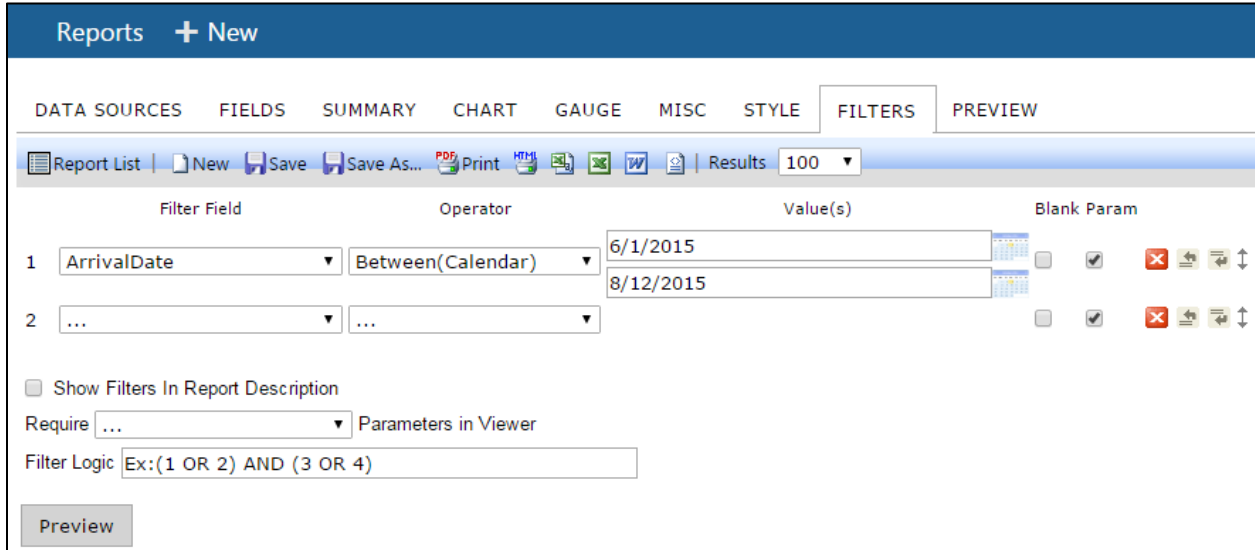 Reports + New
DATA SOURCES FIELDS SUMMARY CHART GAUGE MISC STYLE FILTERS PREVIEW
Report List | New Save Save As... PDF Print HTML | Results 100
Filter Field Operator Value(s) Blank Param
1 ArrivalDate Between(Calendar) 6/1/2015
8/12/2015
2 ... ...
Show Filters In Report Description
Require ... Parameters in Viewer
Filter Logic Ex:(1 OR 2) AND (3 OR 4)
Preview